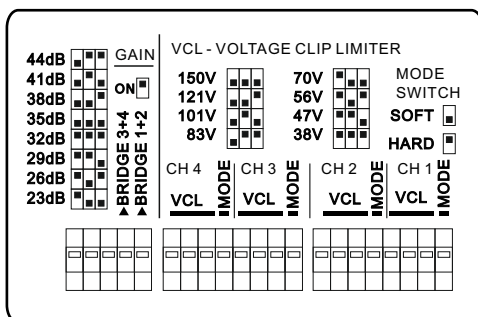 GAIN
44dB
41dB
38dB
35dB
32dB
29dB
26dB
23dB
ON
▲BRIDGE 3+4
▲BRIDGE 1+2
VCL - VOLTAGE CLIP LIMITER
150V
121V
101V
83V
70V
56V
47V
38V
MODE
SWITCH
SOFT
HARD
CH 4
VCL
MODE
CH 3
VCL
MODE
CH 2
VCL
MODE
CH 1
VCL
MODE